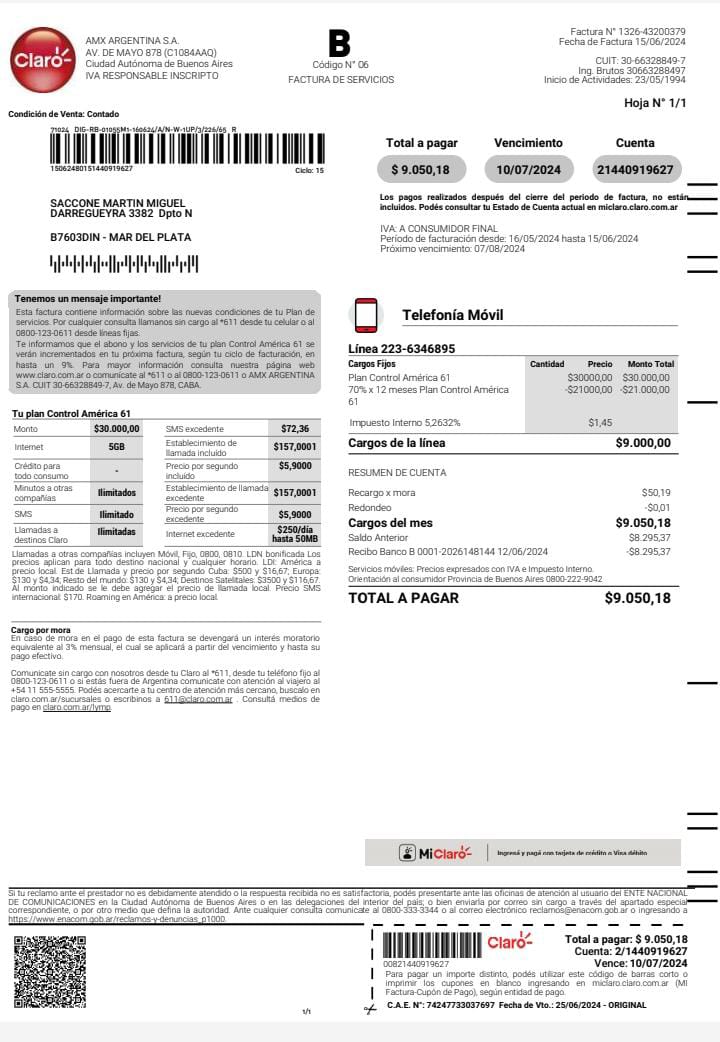 Claro
AMX ARGENTINA S.A.
AV. DE MAYO 878 (C1084AAQ)
Ciudad Autónoma de Buenos Aires
IVA RESPONSABLE INSCRIPTO
B
Código N° 06
FACTURA DE SERVICIOS
Factura N° 1326-43200379
Fecha de Factura 15/06/2024
CUIT: 30-66328849-7
Ing. Brutos 30663288497
Inicio de Actividades: 23/05/1994
Hoja N° 1/1
Condición de Venta: Contado
71024 DIG-RB-01055M1-160624/A/N-W-1UP/3/226/65 R
15062480151440919627
Ciclo: 15
SACCONE MARTIN MIGUEL
DARREGUEYRA 3382 Dpto N
B7603DIN - MAR DEL PLATA
Total a pagar
Vencimiento
Cuenta
$ 9.050,18
10/07/2024
21440919627
Los pagos realizados después del cierre del periodo de factura, no están
incluidos. Podés consultar tu Estado de Cuenta actual en miclaro.claro.com.ar
IVA: A CONSUMIDOR FINAL
Período de facturación desde: 16/05/2024 hasta 15/06/2024
Próximo vencimiento: 07/08/2024
Tenemos un mensaje importante!
Esta factura contiene información sobre las nuevas condiciones de tu Plan de
servicios. Por cualquier consulta llamanos sin cargo al *611 desde tu celular o al
0800-123-0611 desde líneas fijas.
Te informamos que el abono y los servicios de tu plan Control América 61 se
verán incrementados en tu próxima factura, según tu ciclo de facturación, en
hasta un 9%. Para mayor información consulta nuestra página web
www.claro.com.ar o comunicate al *611 o al 0800-123-0611 o AMX ARGENTINA
S.A. CUIT 30-66328849-7, Av. de Mayo 878, CABA.
Tu plan Control América 61
Monto $30.000,00 SMS excedente $72,36
Internet 5GB Establecimiento de llamada incluído $157,0001
Crédito para todo consumo - Precio por segundo incluído $5,9000
Minutos a otras compañías Ilimitados Establecimiento de llamada excedente $157,0001
SMS Ilimitado Precio por segundo excedente $5,9000
Llamadas a destinos Claro Ilimitadas Internet excedente $250/día hasta 50MB
Llamadas a otras compañías incluyen Móvil, Fijo, 0800, 0810. LDN bonificada Los
precios aplican para todo destino nacional y cualquier horario. LDI: América a
precio local. Est.de Llamada y precio por segundo Cuba: $500 y $16,67; Europa:
$130 y $4,34; Resto del mundo: $130 y $4,34; Destinos Satelitales: $3500 y $116,67.
Al monto indicado se le debe agregar el precio de llamada local. Precio SMS
internacional: $170. Roaming en América: a precio local.
Cargo por mora
En caso de mora en el pago de esta factura se devengará un interés moratorio
equivalente al 3% mensual, el cual se aplicará a partir del vencimiento y hasta su
pago efectivo.
Comunicate sin cargo con nosotros desde tu Claro al *611, desde tu teléfono fijo al
0800-123-0611 o si estás fuera de Argentina comunicate con atención al viajero al
+54 11 555-5555. Podés acercarte a tu centro de atención más cercano, buscalo en
claro.com.ar/sucursales o escribinos a 611@claro.com.ar . Consultá medios de
pago en claro.com.ar/lymp
Telefonía Móvil
Línea 223-6346895
Cargos Fijos Cantidad Precio Monto Total
Plan Control América 61 $30000,00 $30.000,00
70% x 12 meses Plan Control América -$21000,00 -$21.000,00
61
Impuesto Interno 5,2632% $1,45
Cargos de la línea $9.000,00
RESUMEN DE CUENTA
Recargo x mora $50,19
Redondeo -$0,01
Cargos del mes $9.050,18
Saldo Anterior $8.295,37
Recibo Banco B 0001-2026148144 12/06/2024 -$8.295,37
Servicios móviles: Precios expresados con IVA e Impuesto Interno.
Orientación al consumidor Provincia de Buenos Aires 0800-222-9042
TOTAL A PAGAR $9.050,18
MiClaro
Ingresá y pagá con tarjeta de crédito o Visa débito
Si tu reclamo ante el prestador no es debidamente atendido o la respuesta recibida no es satisfactoria, podés presentarte ante las oficinas de atención al usuario del ENTE NACIONAL
DE COMUNICACIONES en la Ciudad Autónoma de Buenos Aires o en las delegaciones del interior del país; o bien enviarla por correo sin cargo a través del apartado especial
correspondiente, o por otro medio que defina la autoridad. Ante cualquier consulta comunicate al 0800-333-3344 o al correo electrónico reclamos@enacom.gob.ar o ingresando a
https://www.enacom.gob.ar/reclamos-y-denuncias_p1000.
1/1
00821440919627
Claro
Total a pagar: $ 9.050,18
Cuenta: 2/1440919627
Vence: 10/07/2024
Para pagar un importe distinto, podés utilizar este código de barras corto o
imprimir los cupones en blanco ingresando en miclaro.claro.com.ar (MI
Factura-Cupón de Pago), según entidad de pago.
C.A.E. N°: 74247733037697 Fecha de Vto.: 25/06/2024 - ORIGINAL